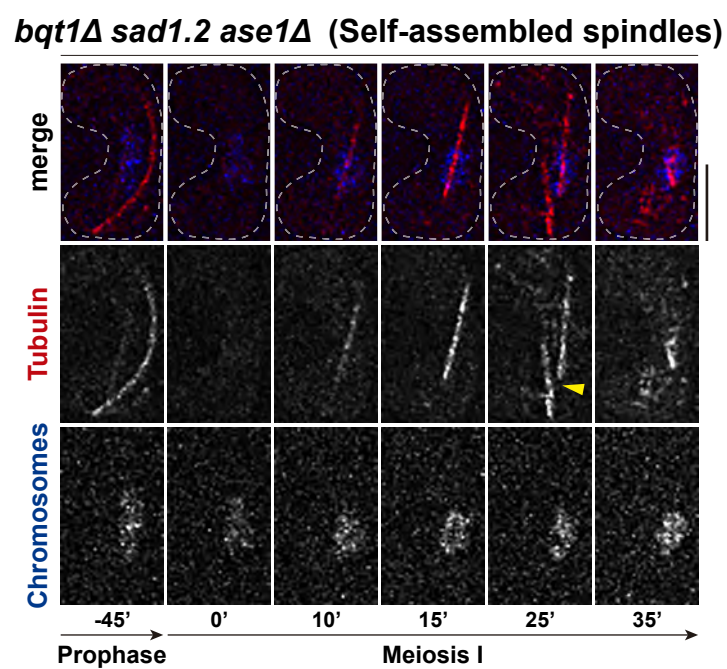 bqt1Δ sad1.2 ase1Δ (Self-assembled spindles)
merge
Tubulin
Chromosomes
-45’ 0’ 10’ 15’ 25’ 35’
Prophase Meiosis I